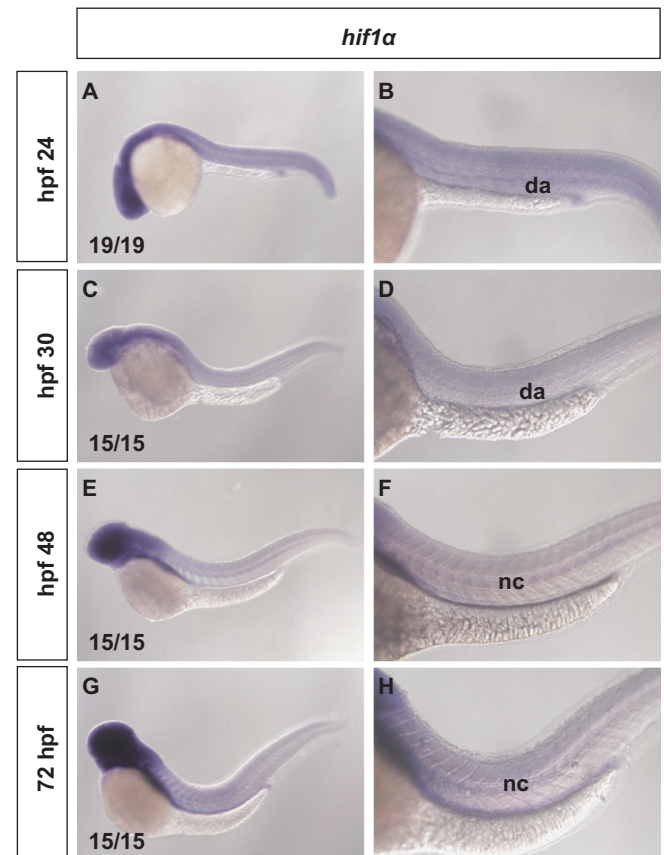 hif1α
hpf 24
A
19/19
B
da
hpf 30
C
15/15
D
da
hpf 48
E
15/15
F
nc
72 hpf
G
15/15
H
nc